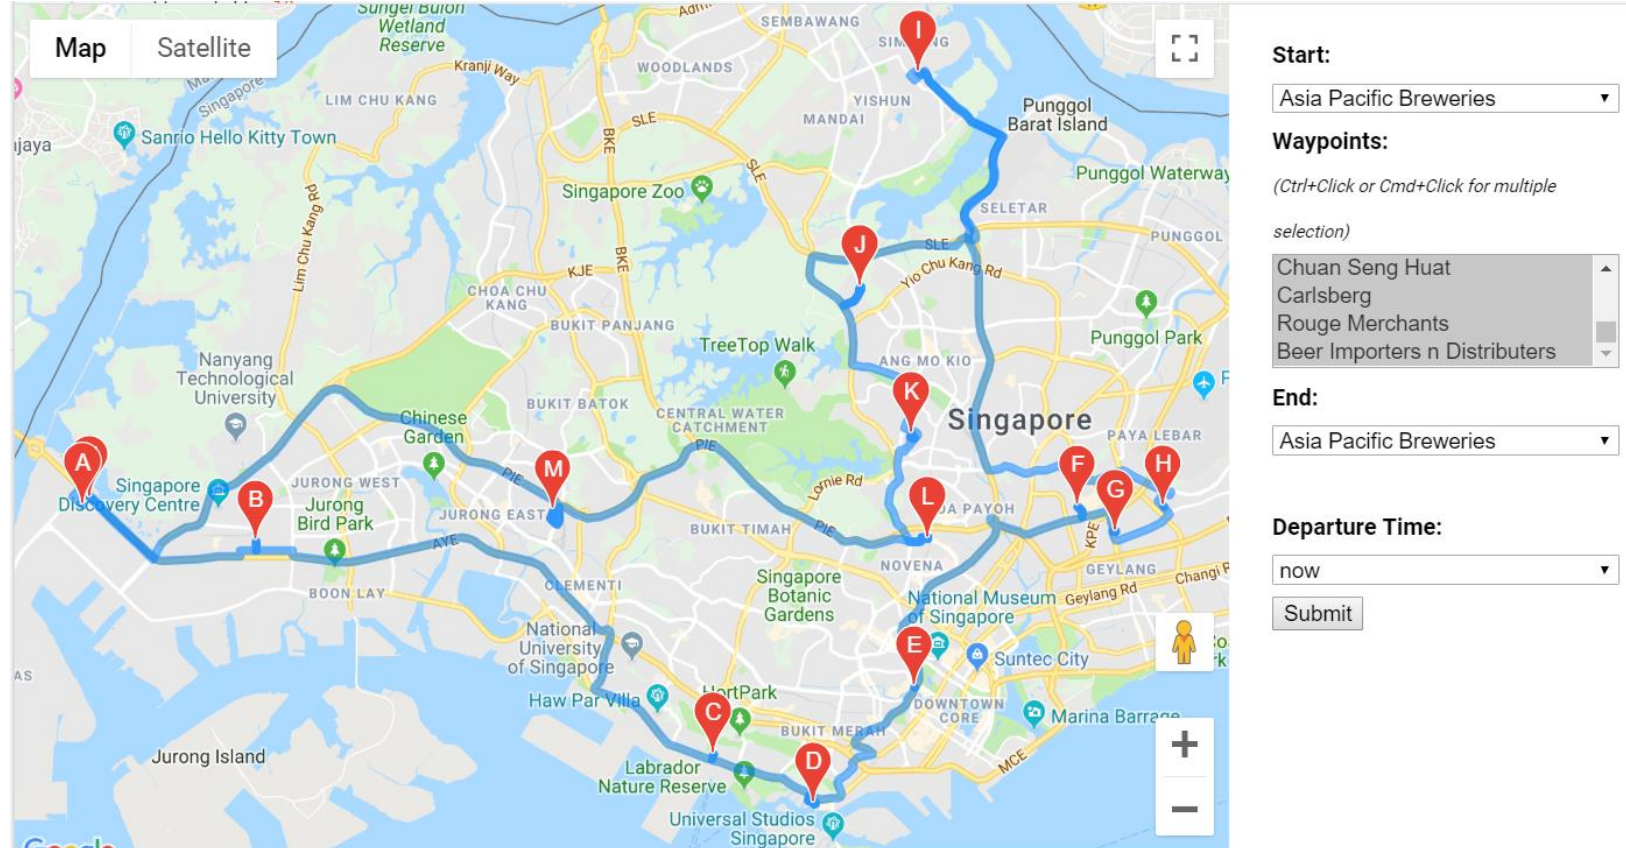 Map
Satellite
Sungei Buloh
Wetland
Reserve
Kranji Way
SEMBAWANG
WOODLANDS
I
LIM CHU KANG
YISHUN
MANDAI
Punggol
Barat Island
SLE
BKE
Sanrio Hello Kitty Town
Singapore
Lim Chu Kang Rd
Singapore Zoo
SLE
Punggol Waterway
SELETAR
PUNGGOL
J
SLE
Yio Chu Kang Rd
KJE
BKE
CHOA CHU
KANG
BUKIT PANJANG
TreeTop Walk
Punggol Park
ANG MO KIO
Nanyang
Technological
University
K
BUKIT BATOK
Chinese
Garden
CENTRAL WATER
CATCHMENT
PIE
Singapore
PAYA LEBAR
A
Singapore
Discovery Centre
B
JURONG WEST
Jurong
Bird Park
PIE
M
JURONG EAST
Lornie Rd
L
F
G
H
BUKIT TIMAH
PIE
KPE
AYE
NOVENA
GEYLANG
Changi
BOON LAY
CLEMENTI
Singapore
Botanic
Gardens
National Museum
of Singapore
Geylang Rd
National
University
of Singapore
E
Suntec City
Haw Par Villa
HortPark
C
DOWNTOWN
CORE
Marina Barrage
BUKIT MERAH
Jurong Island
Labrador
Nature Reserve
D
MCE
Universal Studios
Singapore
Google
Start:
Asia Pacific Breweries
Waypoints:
(Ctrl+Click or Cmd+Click for multiple
selection)
Chuan Seng Huat
Carlsberg
Rouge Merchants
Beer Importers n Distributers
End:
Asia Pacific Breweries
Departure Time:
now
Submit